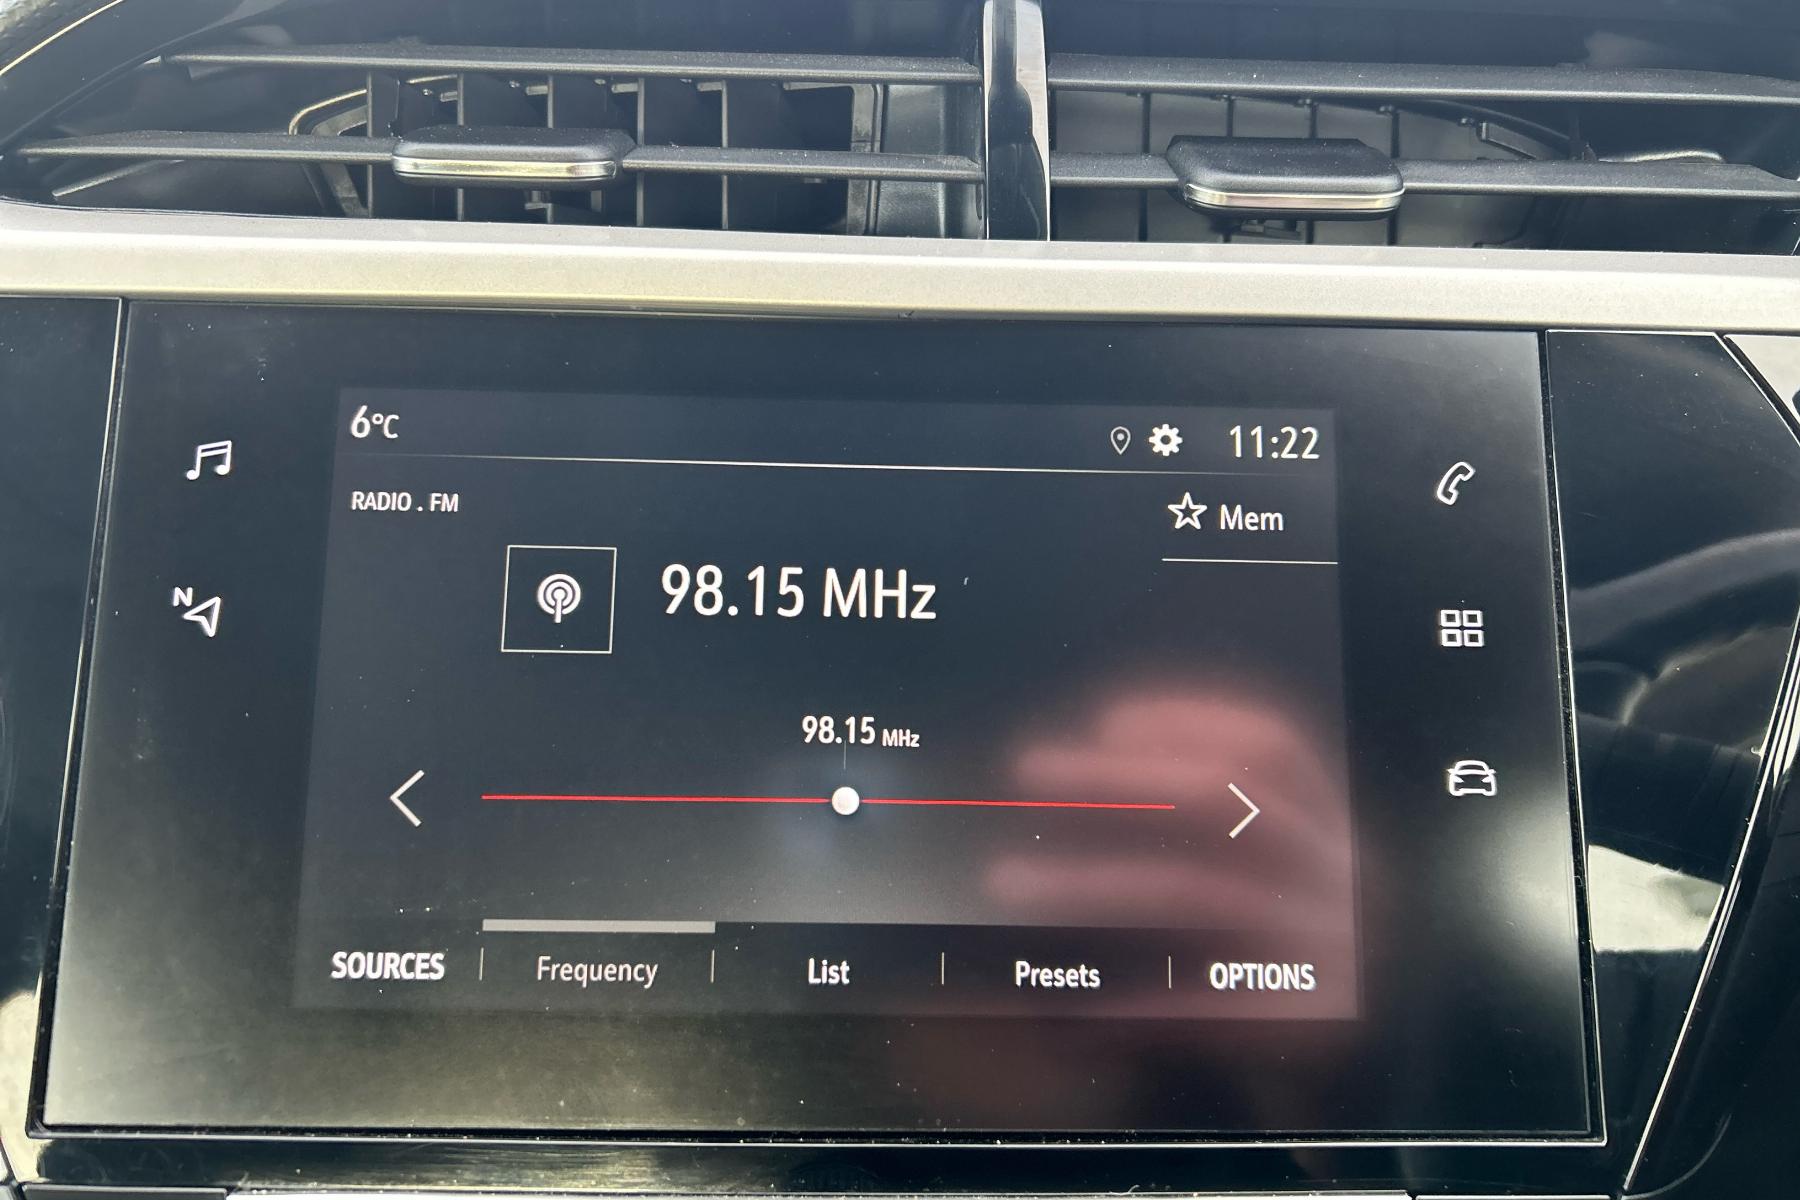 6°C 11:22
RADIO . FM
Mem
98.15 MHz
98.15 MHz
N
SOURCES Frequency List Presets OPTIONS